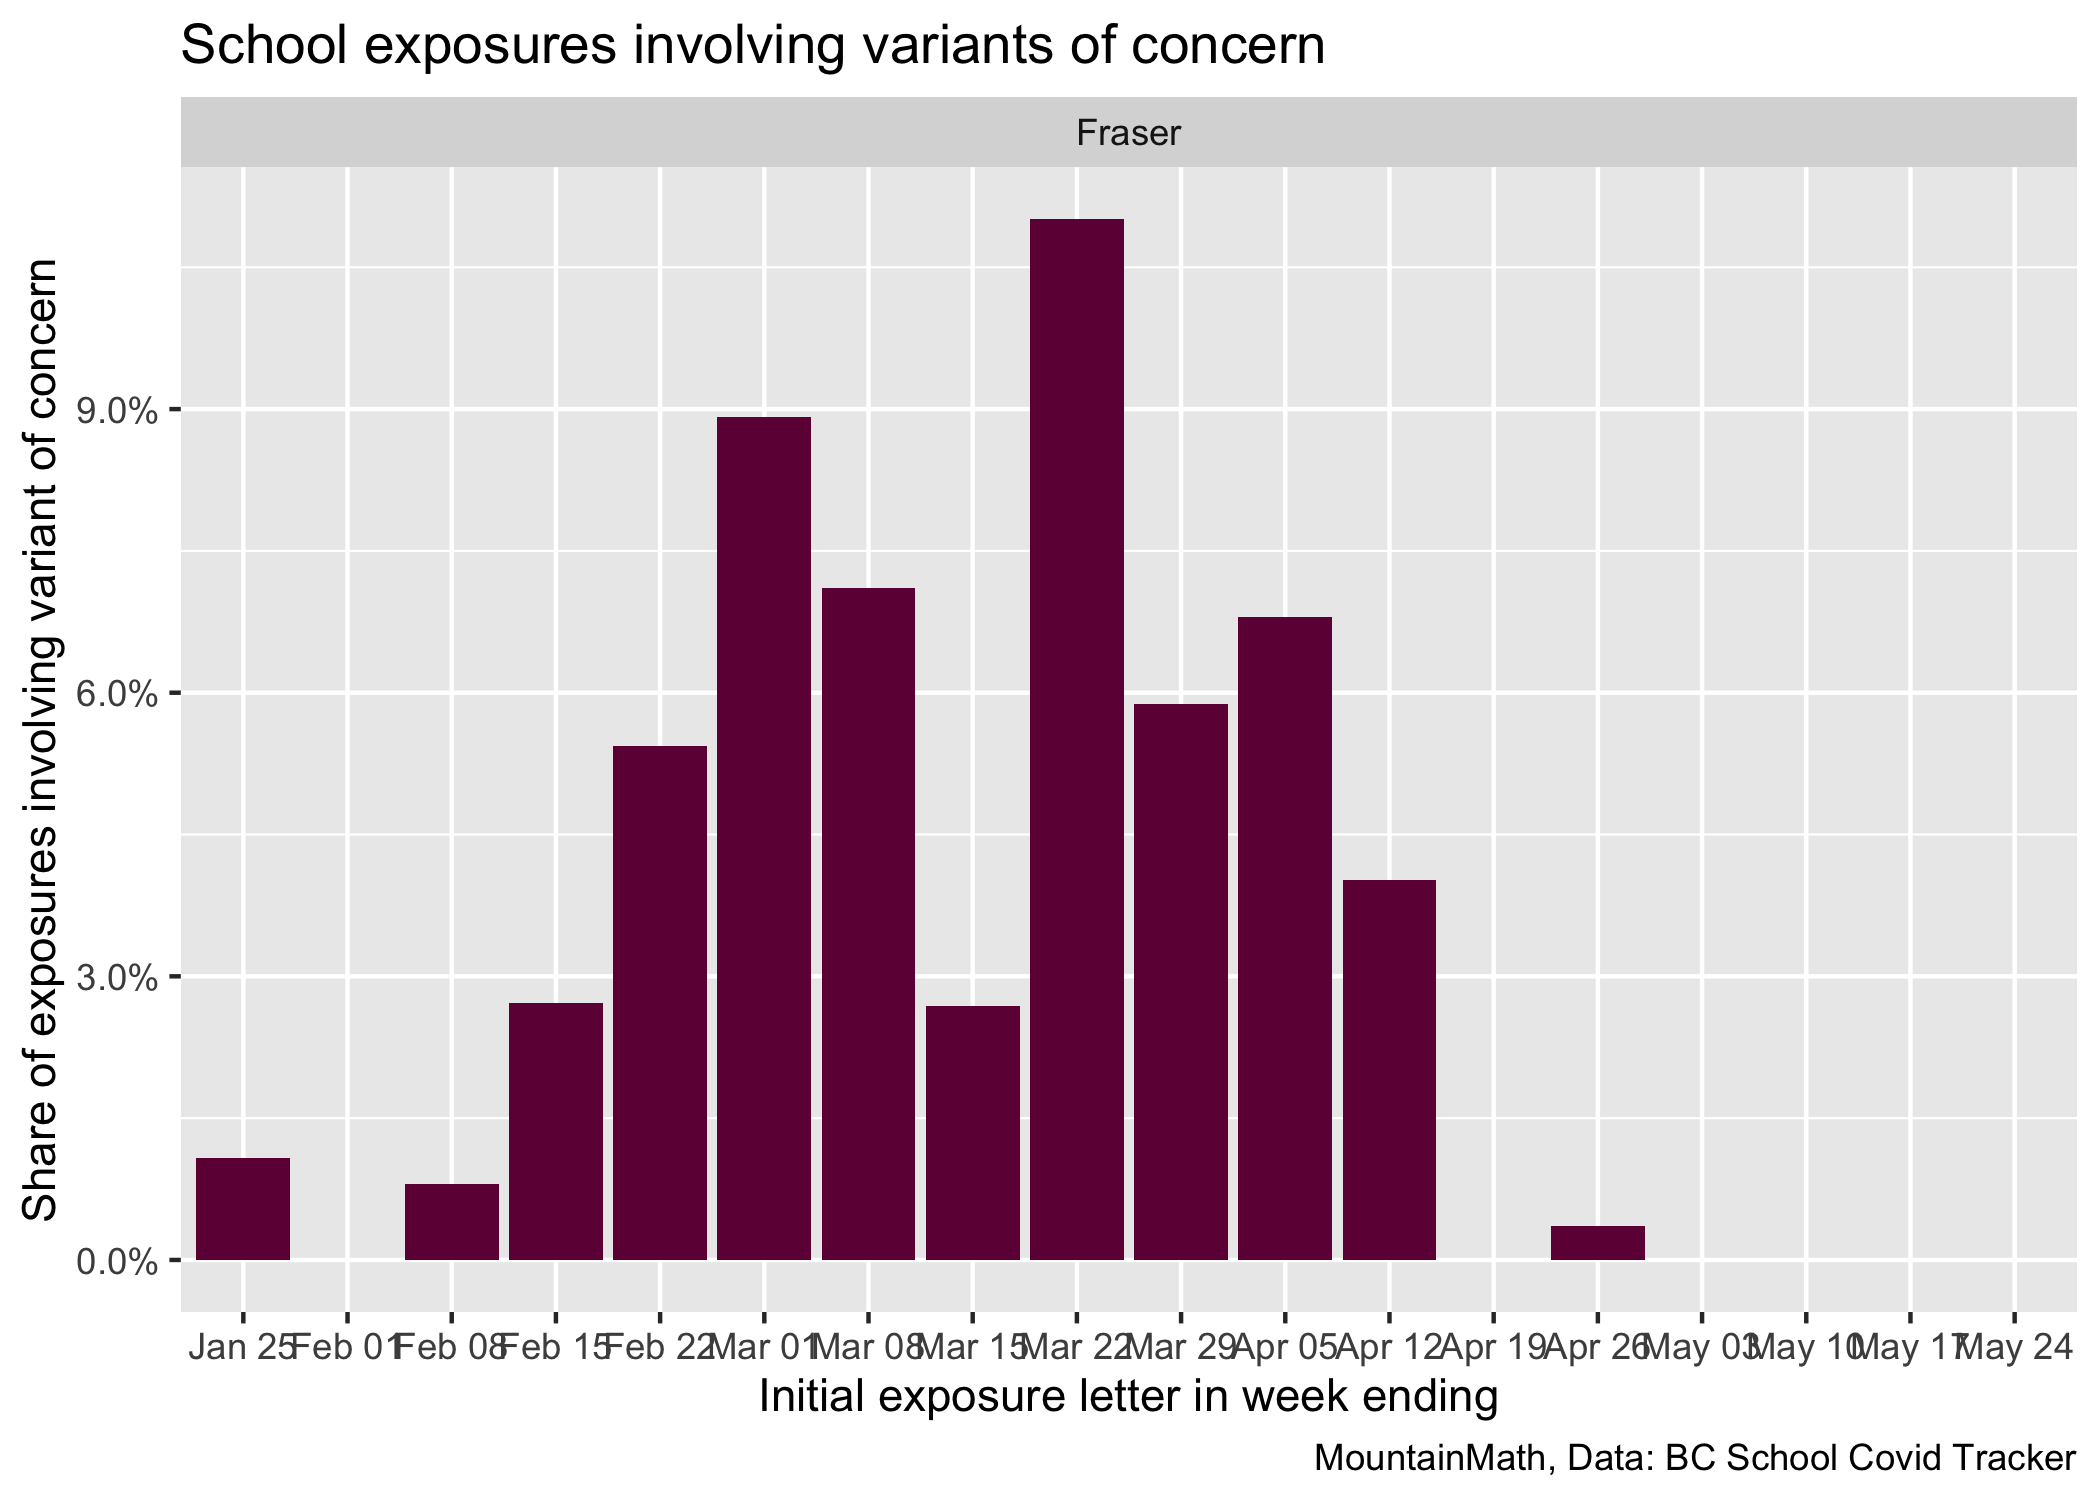 School exposures involving variants of concern
Fraser
Share of exposures involving variant of concern
9.0%
6.0%
3.0%
0.0%
Jan 25 Feb 01 Feb 08 Feb 15 Feb 22 Mar 01 Mar 08 Mar 15 Mar 22 Mar 29 Apr 05 Apr 12 Apr 19 Apr 26 May 03 May 10 May 17 May 24
Initial exposure letter in week ending
MountainMath, Data: BC School Covid Tracker